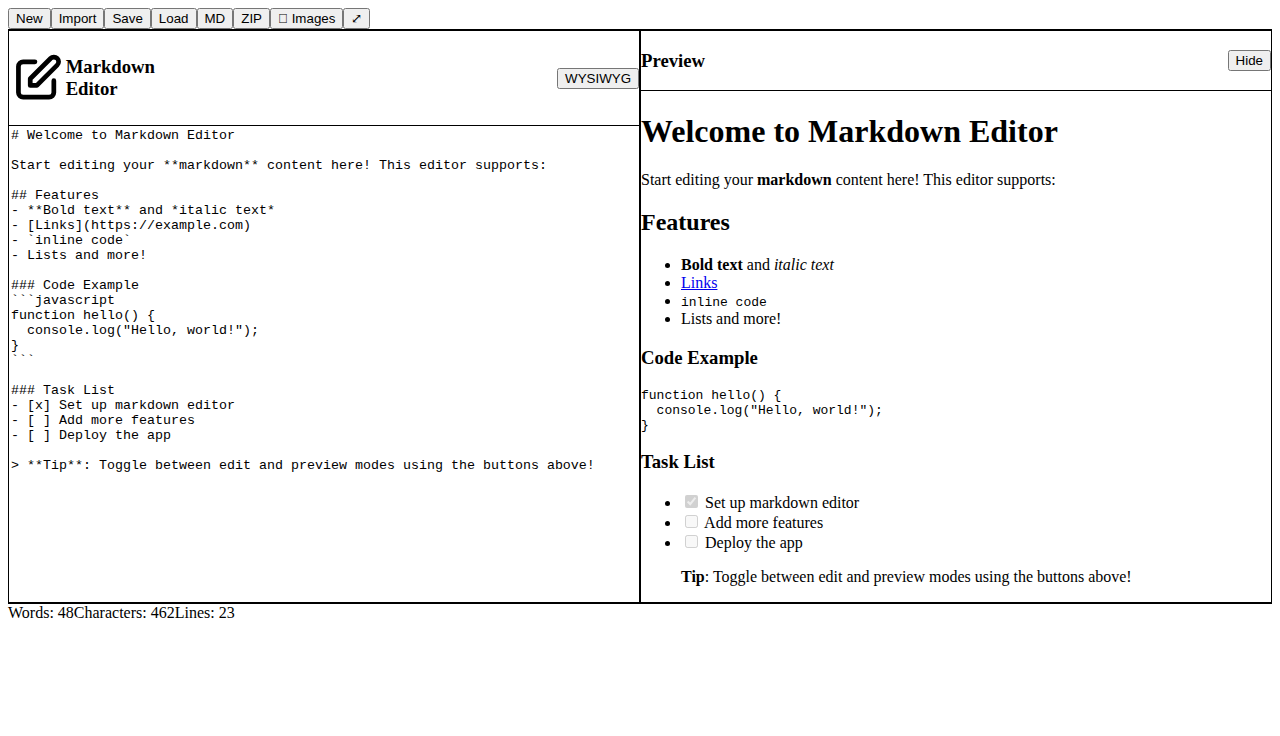 New Import Save Load MD ZIP Images ⤢
Markdown
Editor
WYSIWYG
# Welcome to Markdown Editor
Start editing your **markdown** content here! This editor supports:
## Features
- **Bold text** and *italic text*
- [Links](https://example.com)
- `inline code`
- Lists and more!
### Code Example
```javascript
function hello() {
  console.log("Hello, world!");
}
```
### Task List
- [x] Set up markdown editor
- [ ] Add more features
- [ ] Deploy the app
> **Tip**: Toggle between edit and preview modes using the buttons above!
Preview Hide
Welcome to Markdown Editor
Start editing your markdown content here! This editor supports:
Features
Bold text and italic text
Links
inline code
Lists and more!
Code Example
function hello() {
  console.log("Hello, world!");
}
Task List
Set up markdown editor
Add more features
Deploy the app
Tip: Toggle between edit and preview modes using the buttons above!
Words: 48Characters: 462Lines: 23